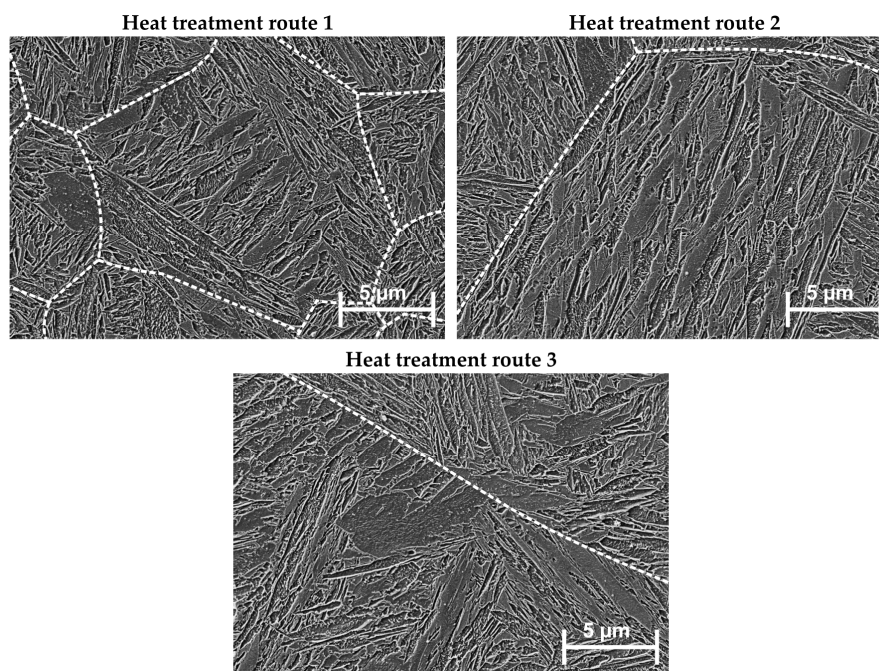 Heat treatment route 1
Heat treatment route 2
5 µm
5 µm
Heat treatment route 3
5 µm